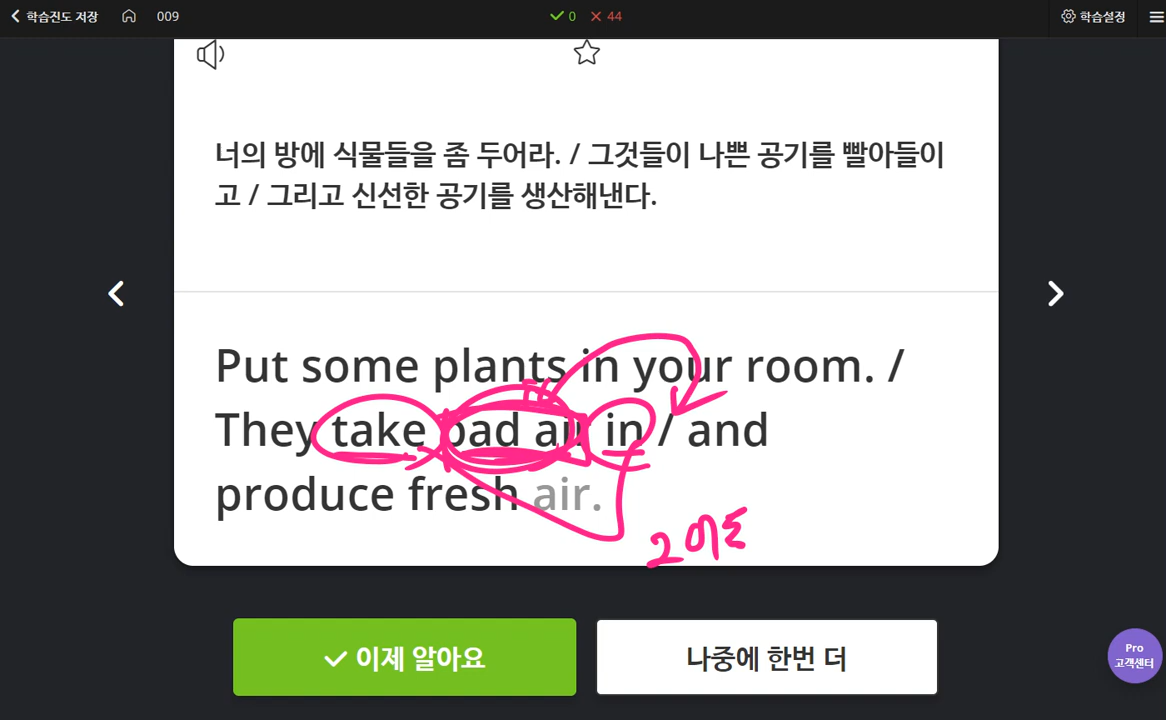 학습진도 저장 009 0 44 학습설정
너의 방에 식물들을 좀 두어라. / 그것들이 나쁜 공기를 빨아들이
고 / 그리고 신선한 공기를 생산해낸다.
Put some plants in your room. /
They take bad air in / and
produce fresh air.
이제 알아요
나중에 한번 더
Pro
고객센터